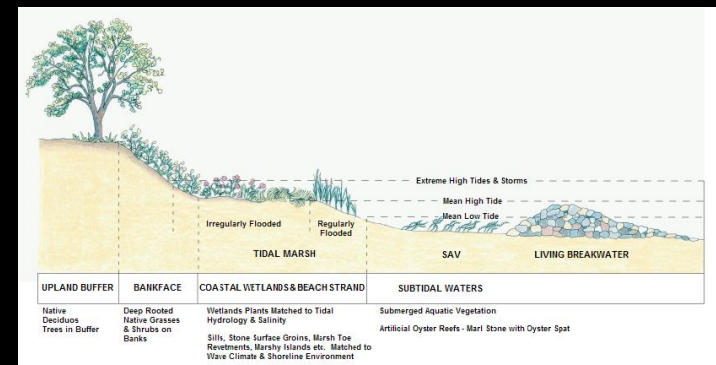 Extreme High Tides & Storms
Mean High Tide
Mean Low Tide
Irregularly Flooded
Regularly
Flooded
TIDAL MARSH
SAV
LIVING BREAKWATER
UPLAND BUFFER
BANKFACE
COASTAL WETLANDS & BEACH STRAND
SUBTIDAL WATERS
Native
Deciduos
Trees in Buffer
Deep Rooted
Native Grasses
& Shrubs on
Banks
Wetlands Plants Matched to Tidal
Hydrology & Salinity
Sills, Stone Surface Groins, Marsh Toe
Revetments, Marshy Islands etc. Matched to
Wave Climate & Shoreline Environment
Submerged Aquatic Vegetation
Artificial Oyster Reefs - Marl Stone with Oyster Spat